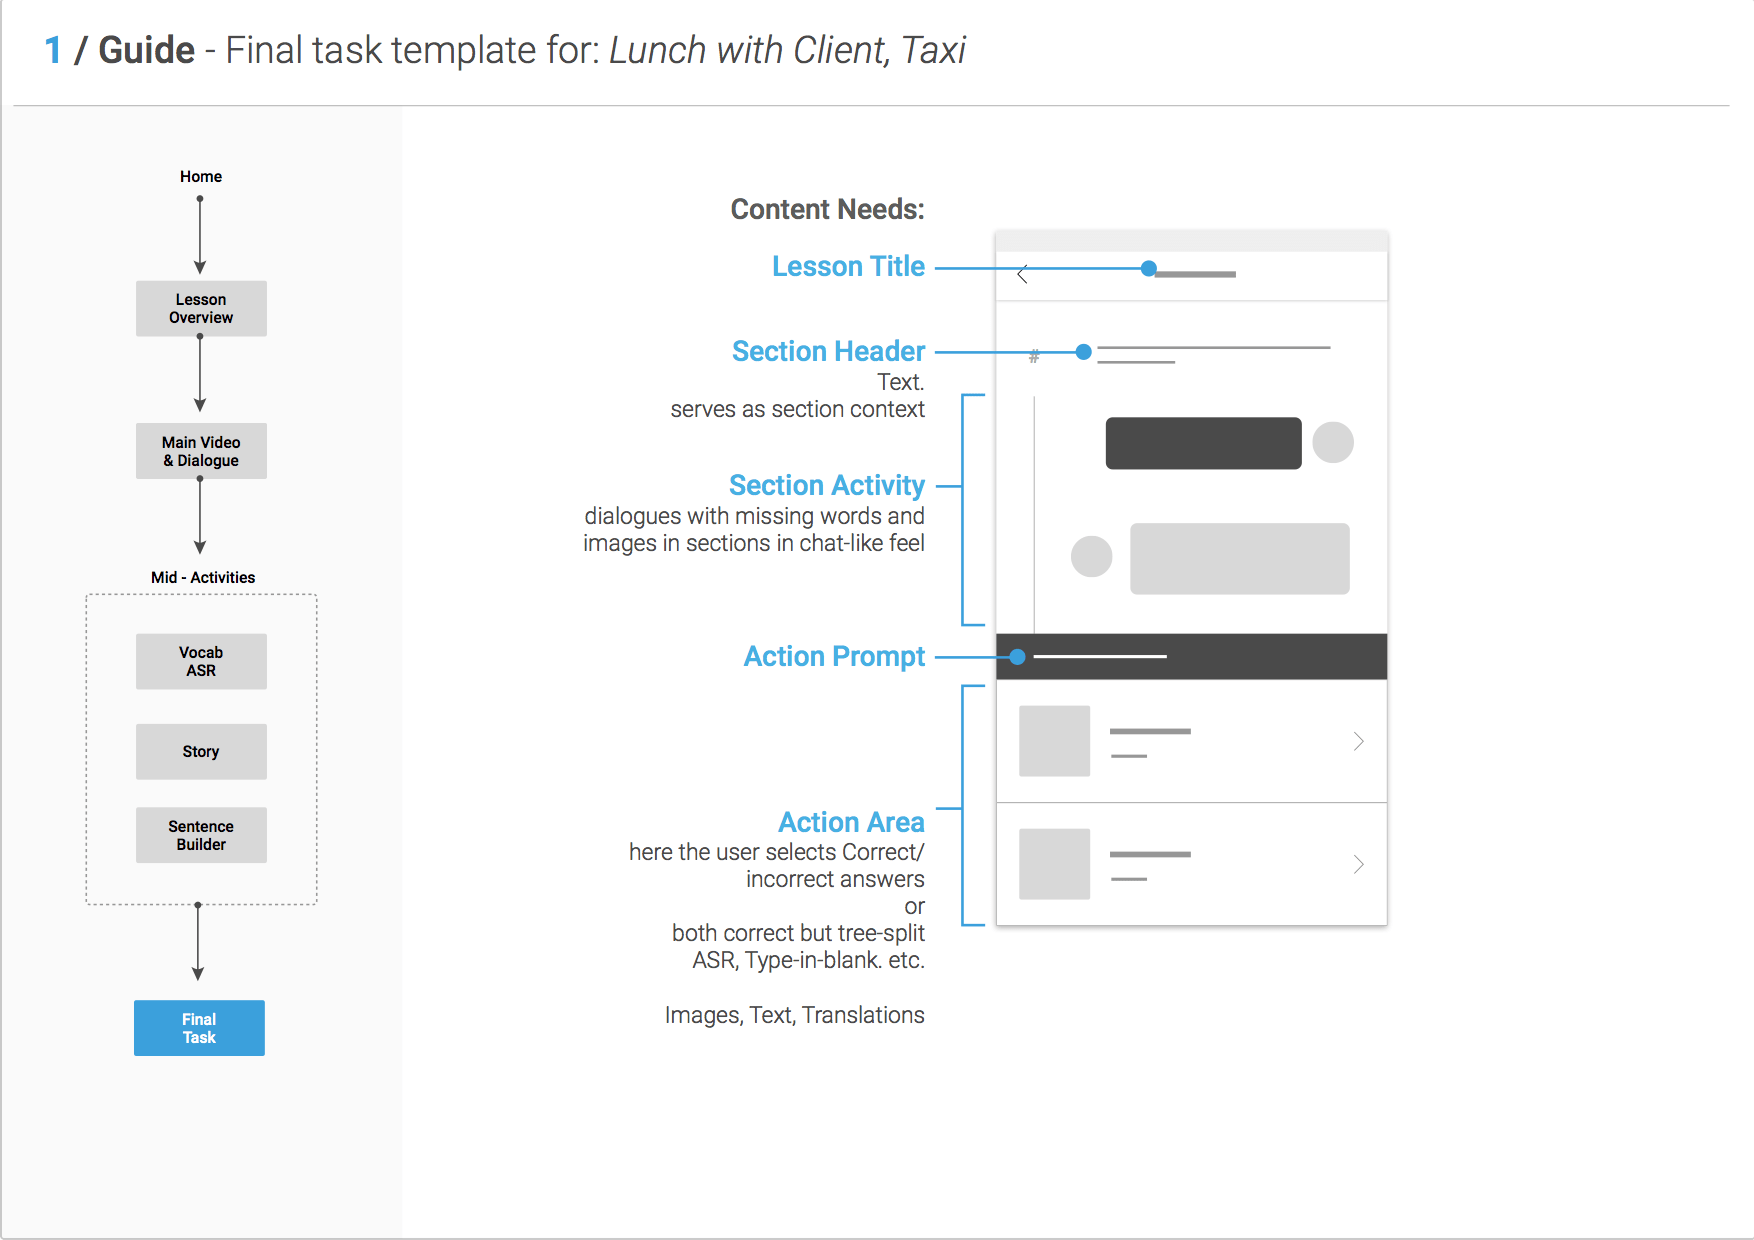 1 / Guide - Final task template for: Lunch with Client, Taxi
Home
Lesson
Overview
Main Video
& Dialogue
Mid - Activities
Vocab
ASR
Story
Sentence
Builder
Final
Task
Content Needs:
Lesson Title
Section Header
Text.
serves as section context
Section Activity
dialogues with missing words and
images in sections in chat-like feel
Action Prompt
Action Area
here the user selects Correct/
incorrect answers
or
both correct but tree-split
ASR, Type-in-blank. etc.
Images, Text, Translations
#